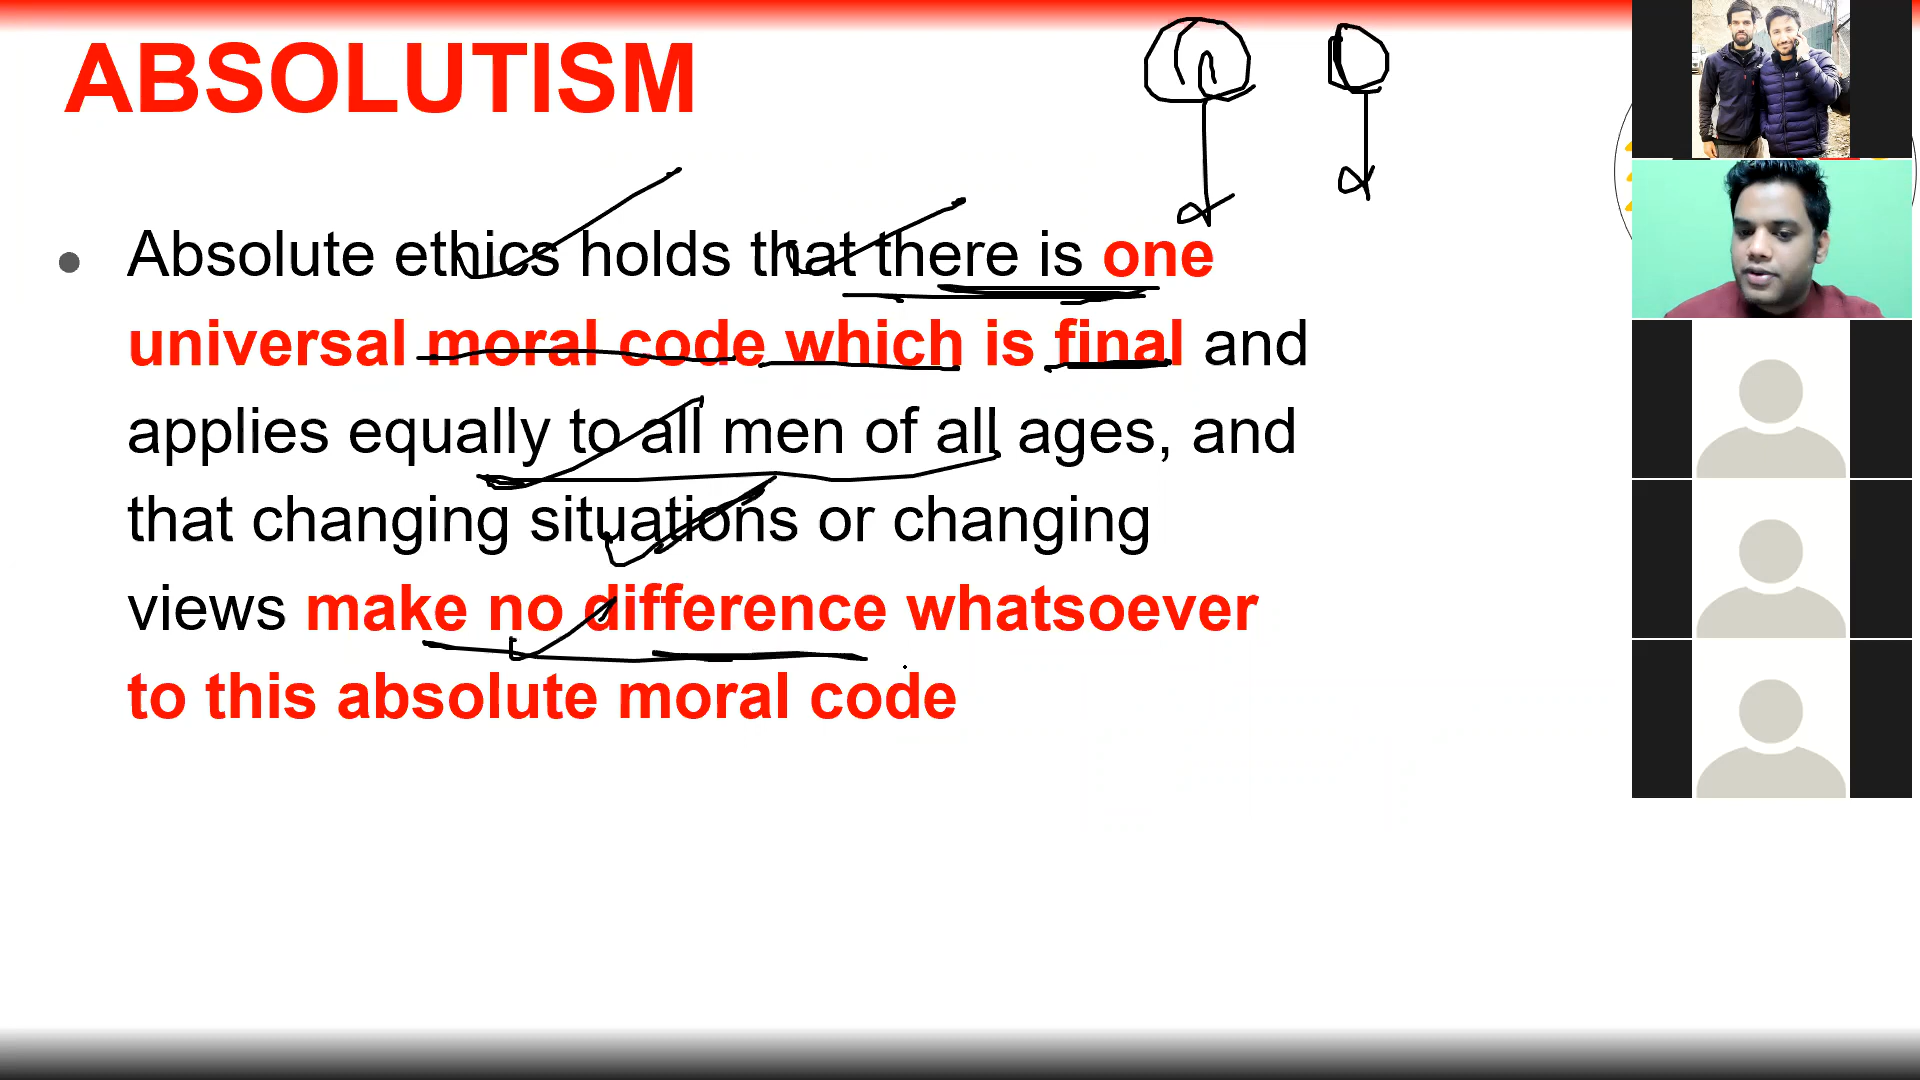 ABSOLUTISM
Absolute ethics holds that there is one
universal moral code which is final and
applies equally to all men of all ages, and
that changing situations or changing
views make no difference whatsoever
to this absolute moral code